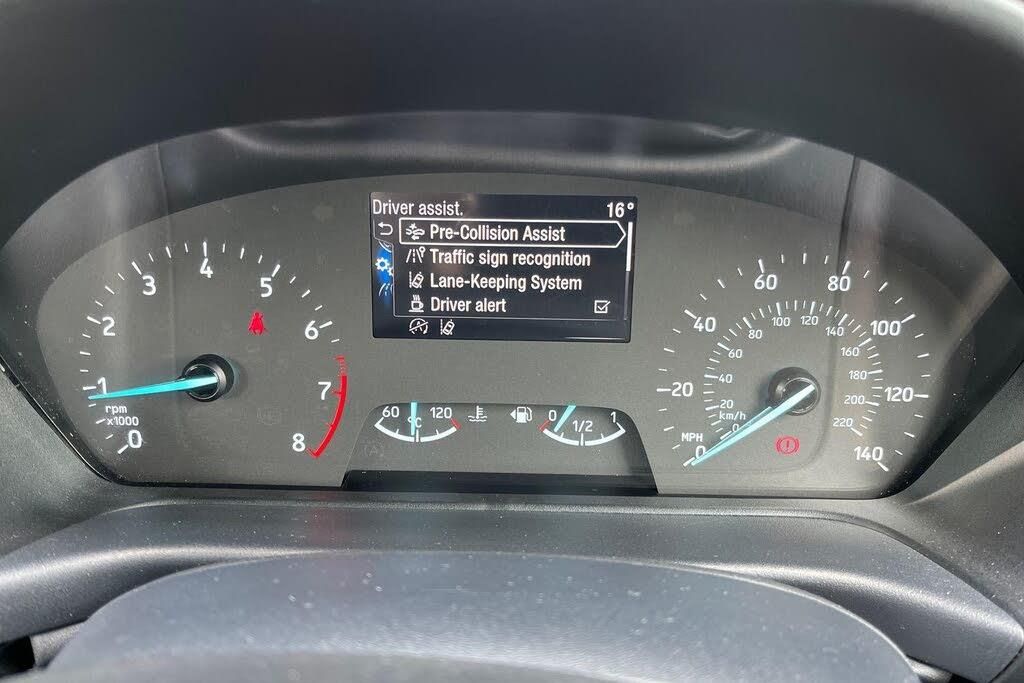 Driver assist. 16°
Pre-Collision Assist
Traffic sign recognition
Lane-Keeping System
Driver alert
0 1 2 3 4 5 6 7 8
rpm
x1000
60 °C 120
0 1/2 1
0 20 40 60 80 100 120 140
MPH
0 20 40 60 80 100 120 140 160 180 200 220
km/h
(A)